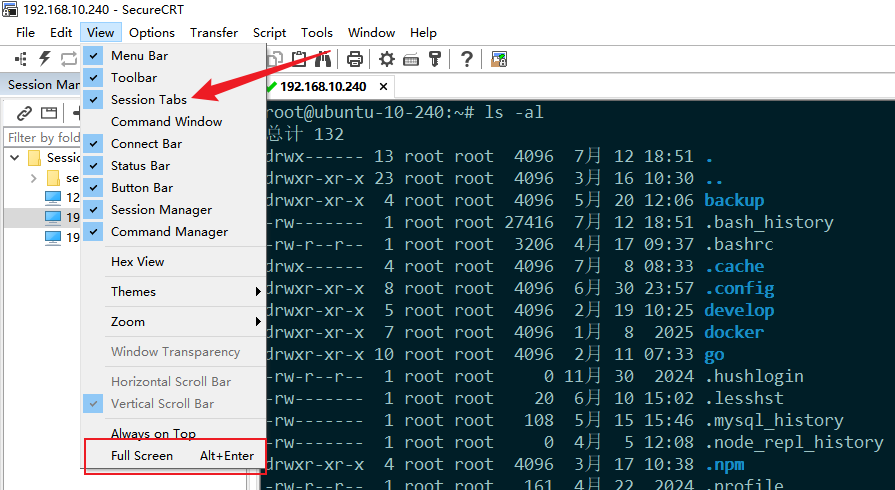 192.168.10.240 - SecureCRT
File Edit View Options Transfer Script Tools Window Help
Session Mar
Filter by fold
Sessio
se
12
19
19
Menu Bar
Toolbar
Session Tabs
Command Window
Connect Bar
Status Bar
Button Bar
Session Manager
Command Manager
Hex View
Themes
Zoom
Window Transparency
Horizontal Scroll Bar
Vertical Scroll Bar
Always on Top
Full Screen Alt+Enter
192.168.10.240
root@ubuntu-10-240:~# ls -al
总计 132
drwx------ 13 root root 4096 7月 12 18:51 .
drwxr-xr-x 23 root root 4096 3月 16 10:30 ..
drwxr-xr-x 4 root root 4096 5月 20 12:06 backup
-rw------- 1 root root 27416 7月 12 18:51 .bash_history
-rw-r--r-- 1 root root 3206 4月 17 09:37 .bashrc
drwx------ 4 root root 4096 7月 8 08:33 .cache
drwxr-xr-x 8 root root 4096 6月 30 23:57 .config
drwxr-xr-x 5 root root 4096 2月 19 10:25 develop
drwxr-xr-x 7 root root 4096 1月 8 2025 docker
drwxr-xr-x 10 root root 4096 2月 11 07:33 go
-rw-r--r-- 1 root root 0 11月 30 2024 .hushlogin
-rw------- 1 root root 20 6月 10 15:02 .lesshst
-rw------- 1 root root 108 5月 15 15:46 .mysql_history
-rw------- 1 root root 0 4月 5 12:08 .node_repl_history
drwxr-xr-x 4 root root 4096 3月 17 10:38 .npm
-rw-r--r-- 1 root root 161 4月 22 2024 .profile